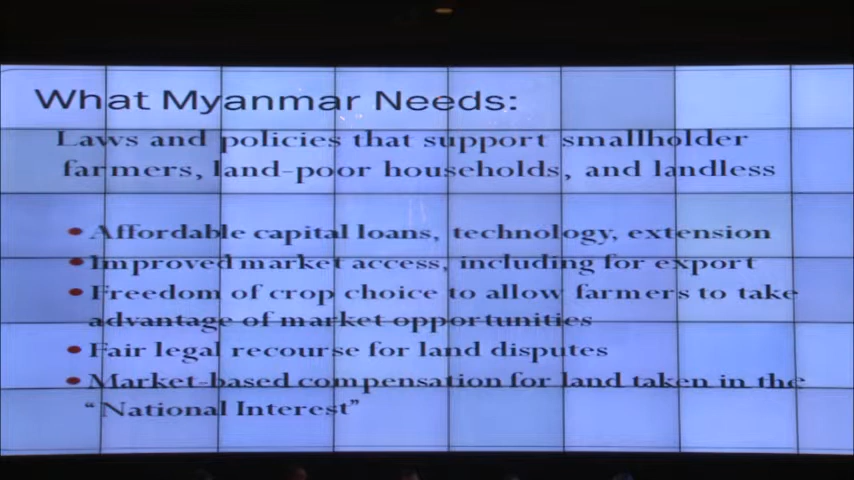 What Myanmar Needs:
Laws and policies that support smallholder
farmers, land-poor households, and landless
• Affordable capital loans, technology, extension
• Improved market access, including for export
• Freedom of crop choice to allow farmers to take
advantage of market opportunities
• Fair legal recourse for land disputes
• Market-based compensation for land taken in the
“National Interest”